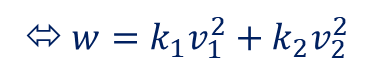 ⇔ w = k₁v₁² + k₂v₂²